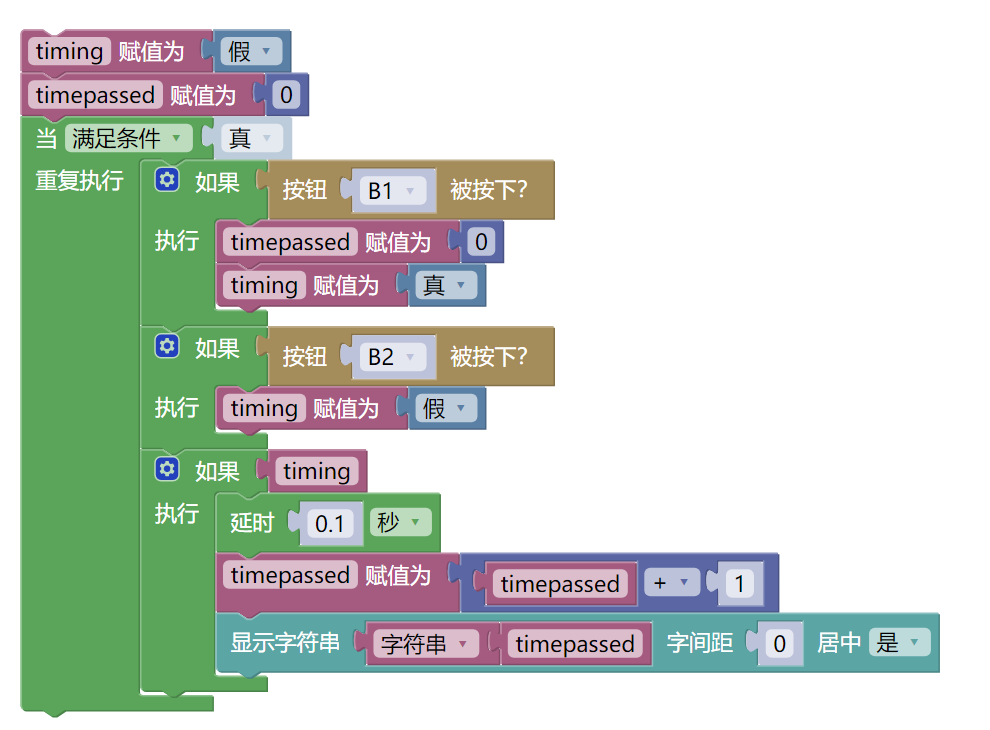 timing 赋值为 假
timepassed 赋值为 0
当 满足条件 真
重复执行 如果 按钮 B1 被按下?
执行 timepassed 赋值为 0
timing 赋值为 真
如果 按钮 B2 被按下?
执行 timing 赋值为 假
如果 timing
执行
延时 0.1 秒
timepassed 赋值为 timepassed + 1
显示字符串 字符串 timepassed 字间距 0 居中 是